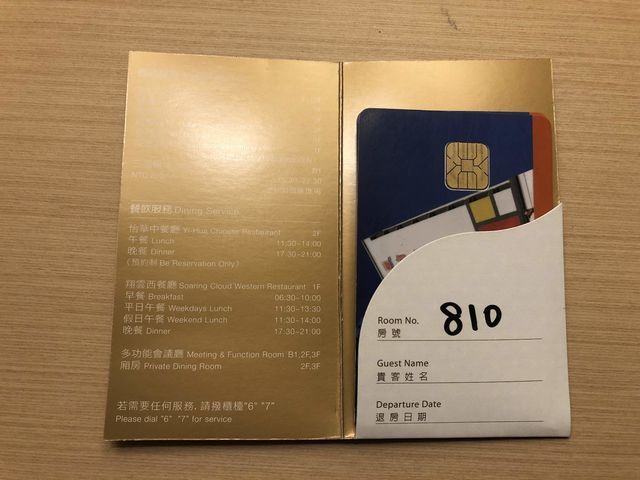 餐飲服務 Dining Service
怡華中餐廳 Yi-Hua Chinese Restaurant 2F
午餐 Lunch 11:30-14:00
晚餐 Dinner 17:30-21:00
(預約制 Be Reservation Only)
翔雲西餐廳 Soaring Cloud Western Restaurant 1F
早餐 Breakfast 06:30-10:00
平日午餐 Weekdays Lunch 11:30-13:30
假日午餐 Weekend Lunch 11:30-14:00
晚餐 Dinner 17:30-21:00
多功能會議廳 Meeting & Function Room B1,2F,3F
廂房 Private Dining Room 2F,3F
若需要任何服務, 請撥櫃檯"6" "7"
Please dial "6" "7" for service
Room No. 810
房號
Guest Name
貴客姓名
Departure Date
退房日期